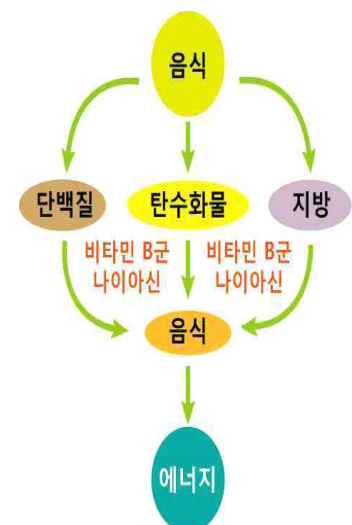 음식
단백질
탄수화물
지방
비타민 B군
나이아신
비타민 B군
나이아신
음식
에너지